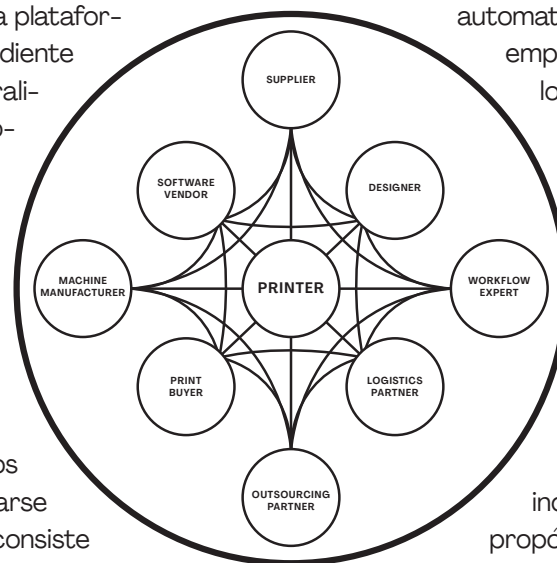 a platafor-
diente
rali-
o-
os
arse
consiste
SUPPLIER
SOFTWARE
VENDOR
DESIGNER
MACHINE
MANUFACTURER
PRINTER
WORKFLOW
EXPERT
PRINT
BUYER
LOGISTICS
PARTNER
OUTSOURCING
PARTNER
automat
emp
lo
inc
propó